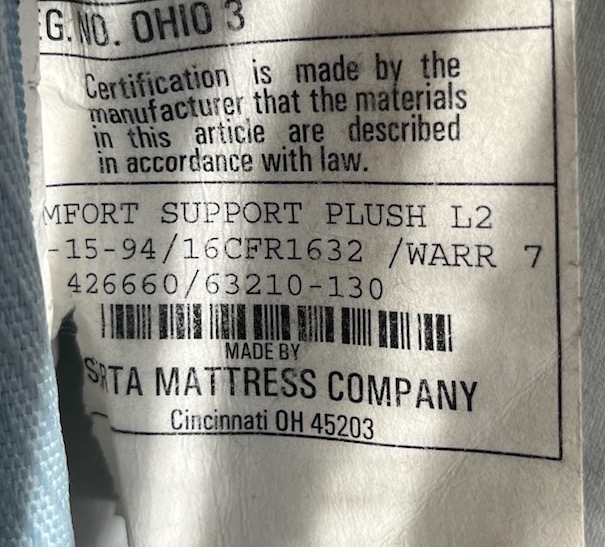 G. NO. OHIO 3
Certification is made by the
manufacturer that the materials
in this article are described
in accordance with law.
MFORT SUPPORT PLUSH L2
-15-94/16CFR1632 /WARR 7
426660/63210-130
MADE BY
SRTA MATTRESS COMPANY
Cincinnati OH 45203